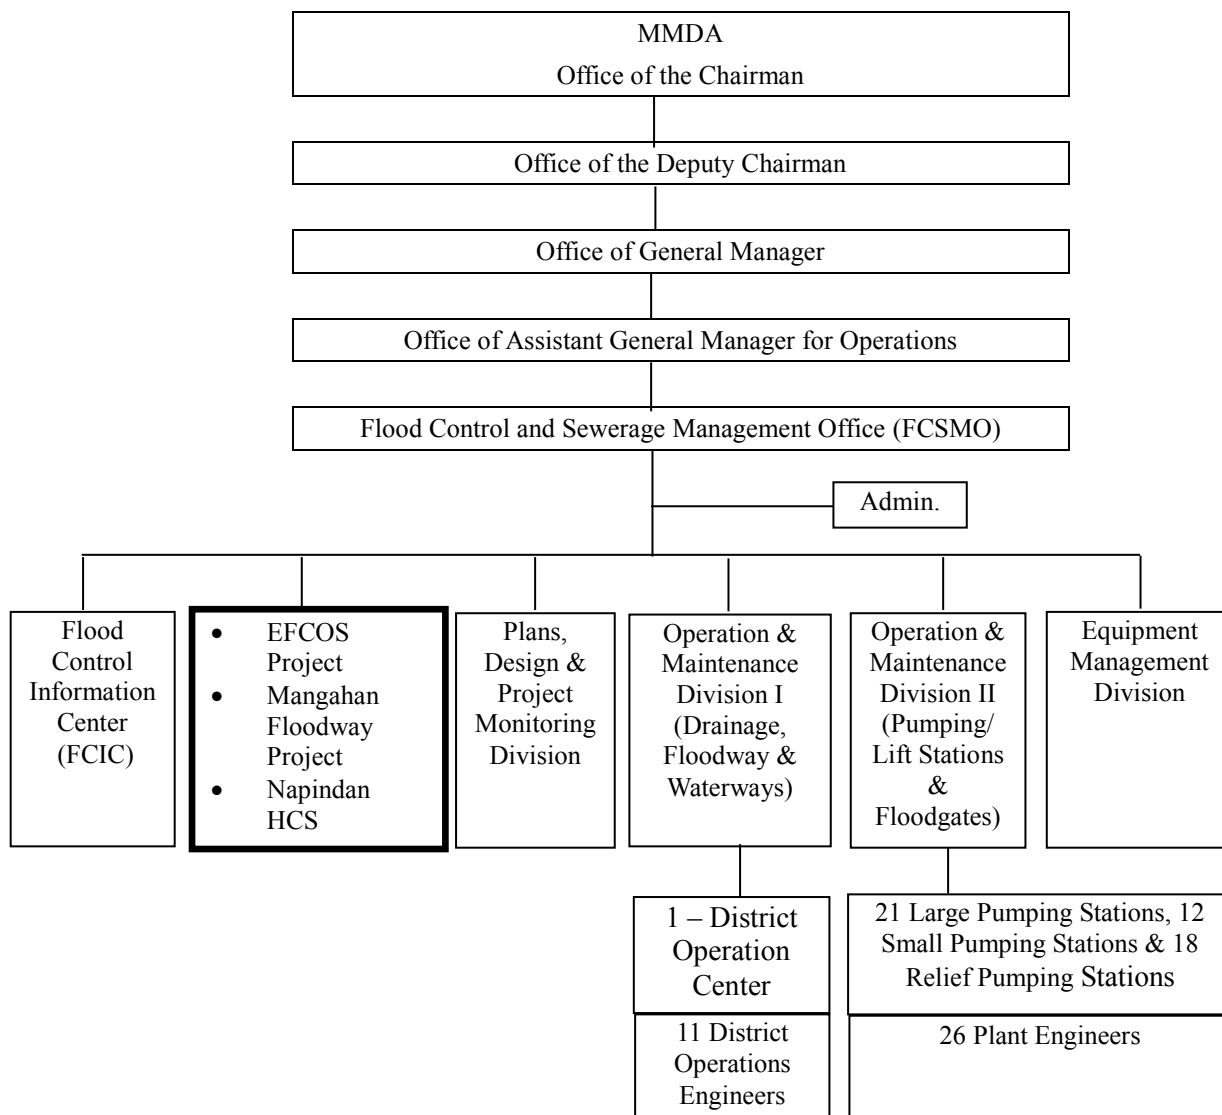 MMDA
Office of the Chairman
Office of the Deputy Chairman
Office of General Manager
Office of Assistant General Manager for Operations
Flood Control and Sewerage Management Office (FCSMO)
Admin.
Flood
Control
Information
Center
(FCIC)
• EFCOS
Project
• Mangahan
Floodway
Project
• Napindan
HCS
Plans,
Design &
Project
Monitoring
Division
Operation &
Maintenance
Division I
(Drainage,
Floodway &
Waterways)
Operation &
Maintenance
Division II
(Pumping/
Lift Stations
&
Floodgates)
Equipment
Management
Division
1 – District
Operation
Center
11 District
Operations
Engineers
21 Large Pumping Stations, 12
Small Pumping Stations & 18
Relief Pumping Stations
26 Plant Engineers